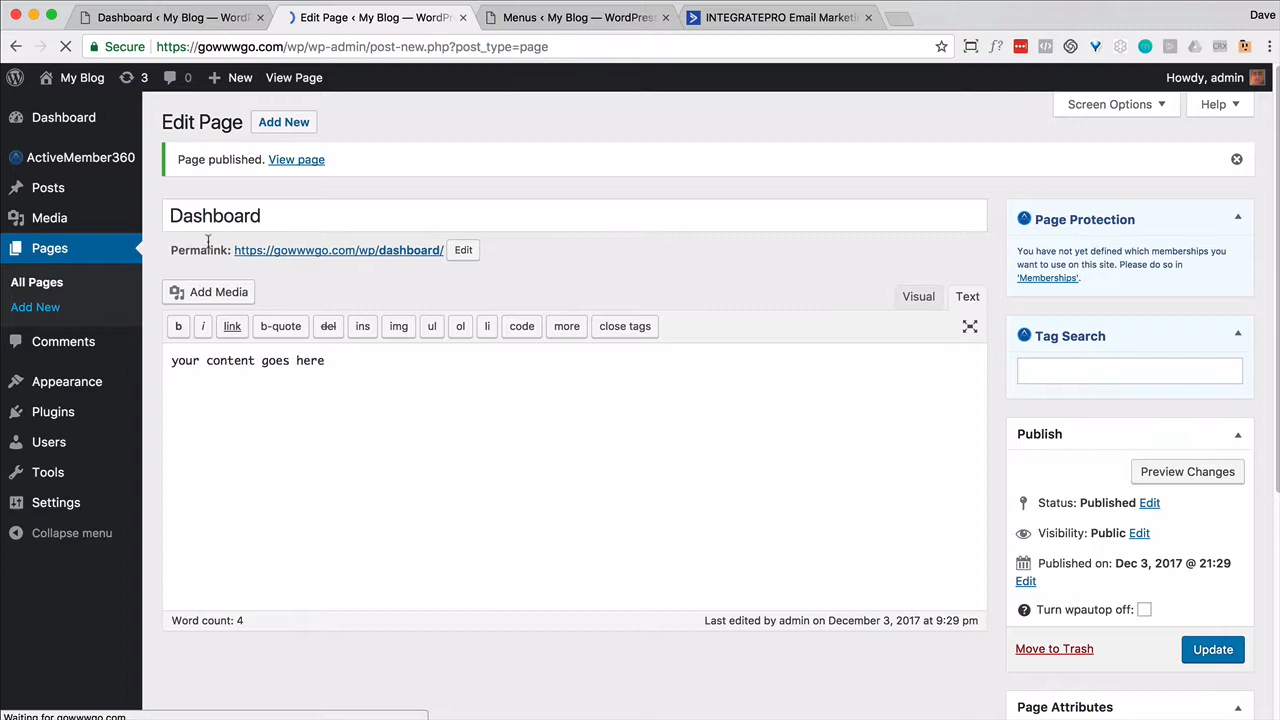 Dashboard < My Blog — WordP
Edit Page < My Blog — WordPr
Menus < My Blog — WordPress
INTEGRATEPRO Email Marketi
Dave
Secure
https://gowwwgo.com/wp/wp-admin/post-new.php?post_type=page
My Blog
3
0
New
View Page
Howdy, admin
Dashboard
ActiveMember360
Posts
Media
Pages
All Pages
Add New
Comments
Appearance
Plugins
Users
Tools
Settings
Collapse menu
Screen Options
Help
Edit Page
Add New
Page published. View page
Dashboard
Permalink: https://gowwwgo.com/wp/dashboard/ Edit
Add Media
Visual
Text
b
i
link
b-quote
del
ins
img
ul
ol
li
code
more
close tags
your content goes here
Word count: 4
Last edited by admin on December 3, 2017 at 9:29 pm
Page Protection
You have not yet defined which memberships you
want to use on this site. Please do so in
'Memberships'.
Tag Search
Publish
Preview Changes
Status: Published Edit
Visibility: Public Edit
Published on: Dec 3, 2017 @ 21:29
Edit
Turn wpautop off:
Move to Trash
Update
Page Attributes
Waiting for gowwwgo.com